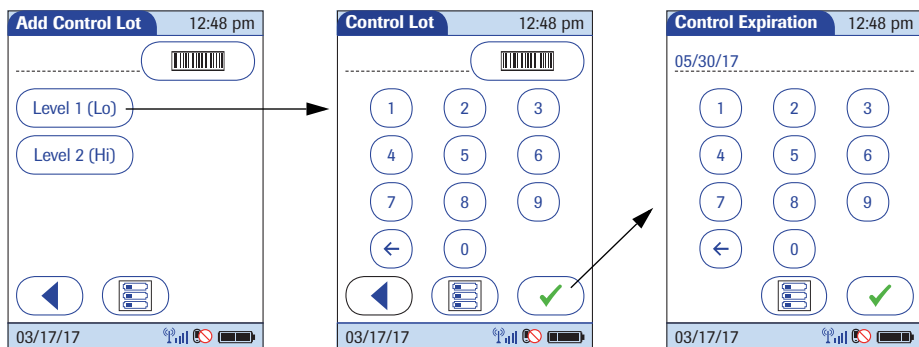 Add Control Lot 12:48 pm
Level 1 (Lo)
Level 2 (Hi)
03/17/17
Control Lot 12:48 pm
1 2 3
4 5 6
7 8 9
0
03/17/17
Control Expiration 12:48 pm
05/30/17
1 2 3
4 5 6
7 8 9
0
03/17/17